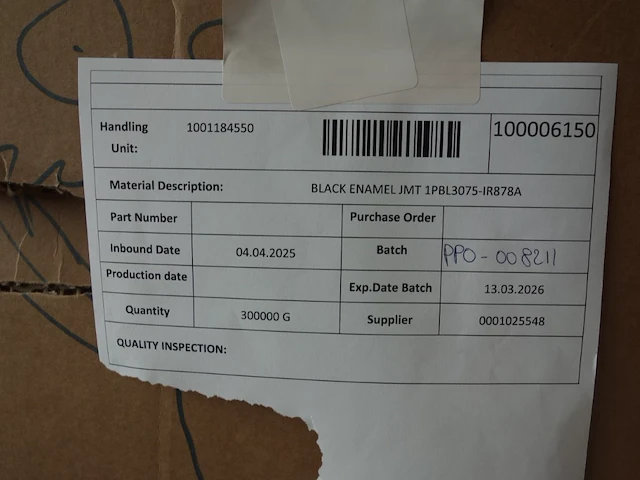 Handling Unit: 1001184550 100006150
Material Description: BLACK ENAMEL JMT 1PBL3075-IR878A
Part Number Purchase Order
Inbound Date 04.04.2025 Batch PPO-008211
Production date Exp.Date Batch 13.03.2026
Quantity 300000 G Supplier 0001025548
QUALITY INSPECTION: